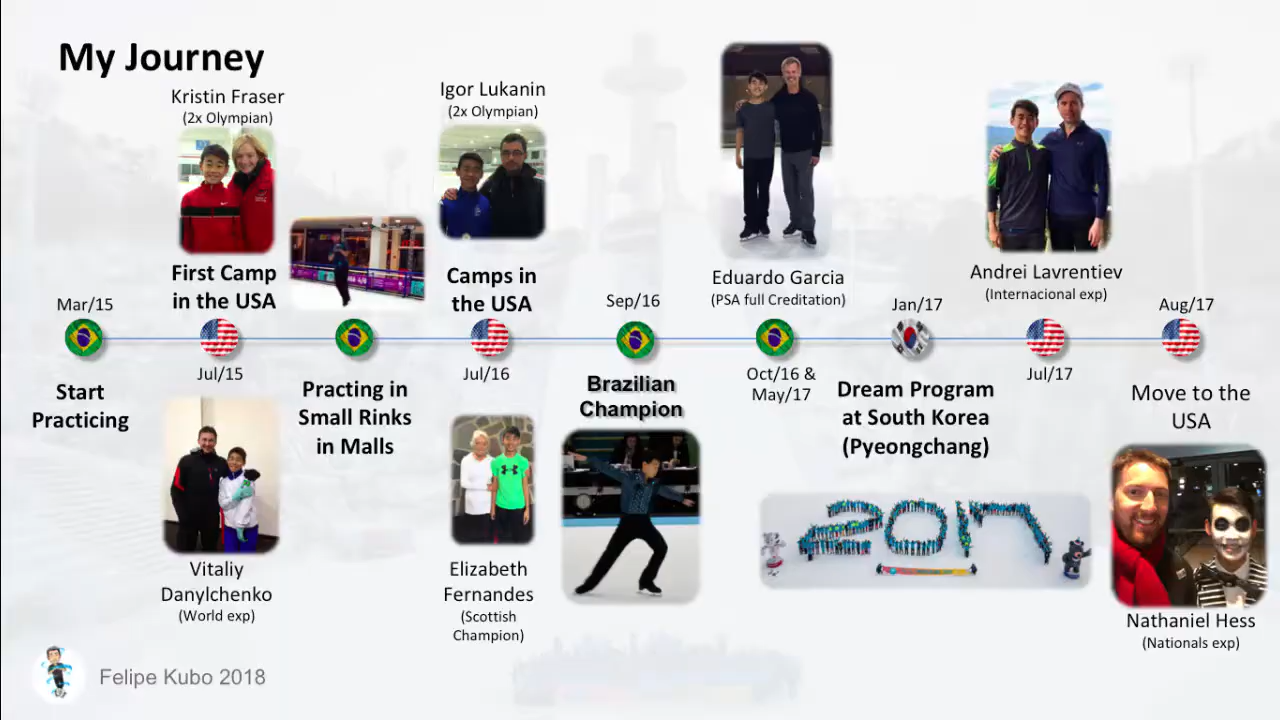 My Journey
Kristin Fraser
(2x Olympian)
Igor Lukanin
(2x Olympian)
First Camp
in the USA
Camps in
the USA
Eduardo Garcia
(PSA full Creditation)
Andrei Lavrentiev
(Internacional exp)
Mar/15
Sep/16
Jan/17
Aug/17
Jul/15
Jul/16
Oct/16 &
May/17
Jul/17
Start
Practicing
Practing in
Small Rinks
in Malls
Brazilian
Champion
Dream Program
at South Korea
(Pyeongchang)
Move to the
USA
2017
Vitaliy
Danylchenko
(World exp)
Elizabeth
Fernandes
(Scottish
Champion)
Nathaniel Hess
(Nationals exp)
Felipe Kubo 2018